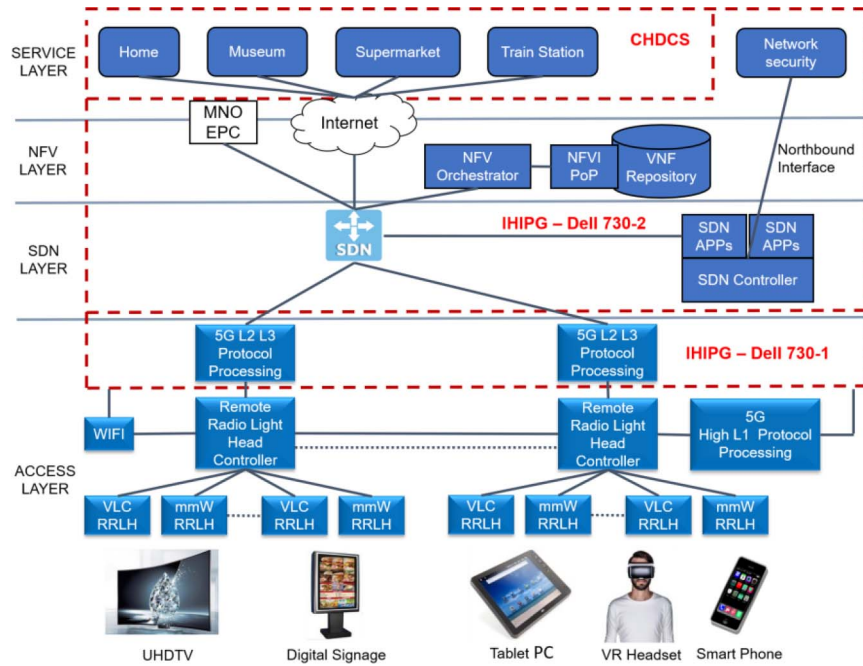 SERVICE
LAYER
Home
Museum
Supermarket
Train Station
CHDCS
Network
security
MNO
EPC
Internet
NFV
LAYER
NFV
Orchestrator
NFVI
PoP
VNF
Repository
Northbound
Interface
SDN
LAYER
SDN
IHIPG – Dell 730-2
SDN
APPs
SDN
APPs
SDN Controller
5G L2 L3
Protocol
Processing
5G L2 L3
Protocol
Processing
IHIPG – Dell 730-1
ACCESS
LAYER
WIFI
Remote
Radio Light
Head
Controller
Remote
Radio Light
Head
Controller
5G
High L1 Protocol
Processing
VLC
RRLH
mmW
RRLH
VLC
RRLH
mmW
RRLH
VLC
RRLH
mmW
RRLH
VLC
RRLH
mmW
RRLH
UHDTV
Digital Signage
Tablet PC
VR Headset
Smart Phone